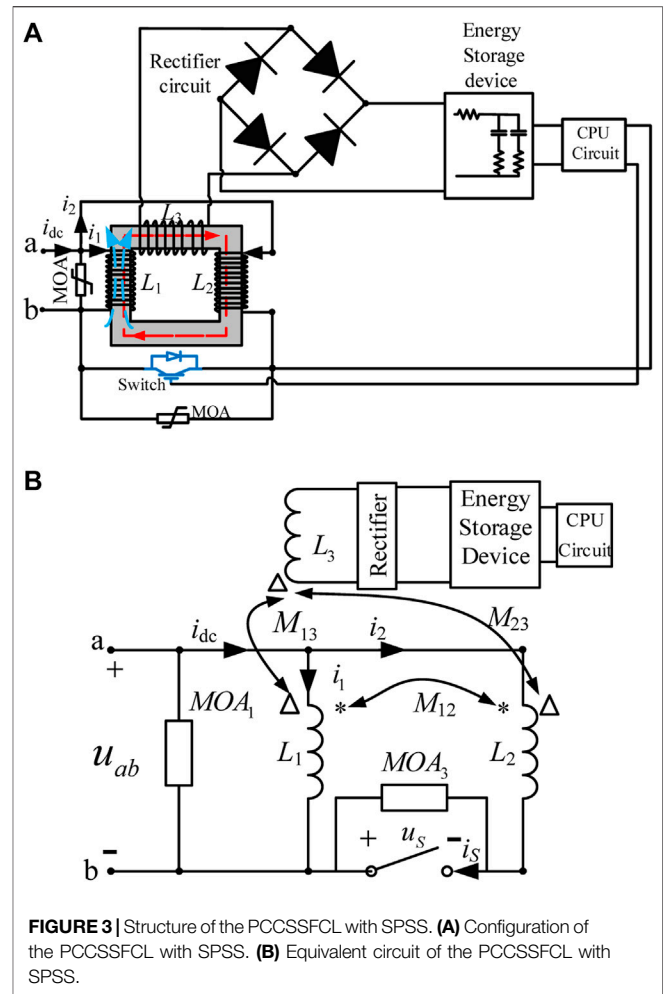 A
Rectifier
circuit
Energy
Storage
device
CPU
Circuit
i2
idc
i1
L3
a
MOA
L1
L2
b
Switch
MOA
B
L3
Rectifier
Energy
Storage
Device
CPU
Circuit
M13
M23
a
+
idc
i2
i1
MOA1
*
M12
*
uab
L1
L2
MOA3
+
uS
-
iS
b
-
FIGURE 3 | Structure of the PCCSSFCL with SPSS. (A) Configuration of
the PCCSSFCL with SPSS. (B) Equivalent circuit of the PCCSSFCL with
SPSS.